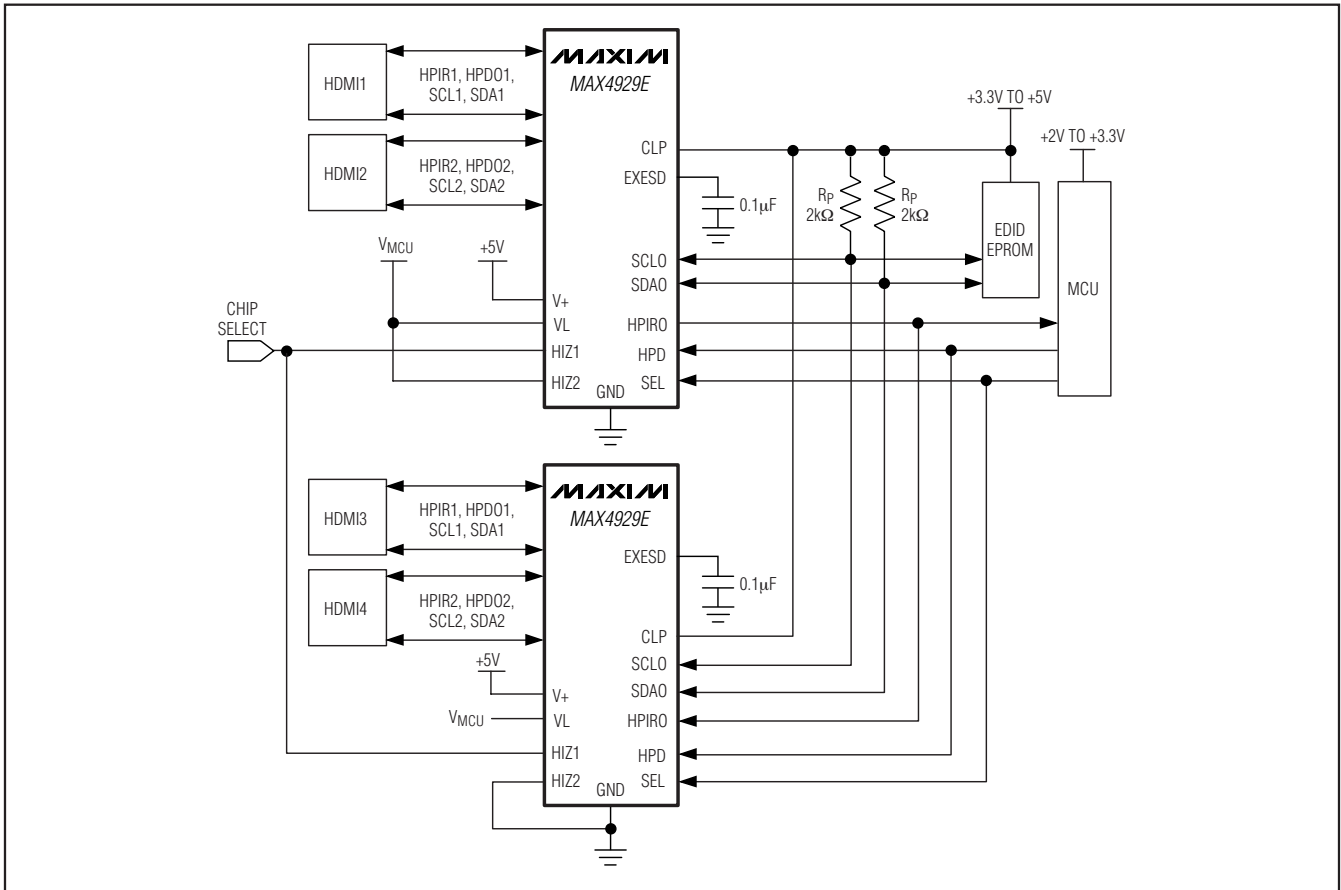 MAXIM
MAX4929E
HDMI1
HPIR1, HPDO1,
SCL1, SDA1
HDMI2
HPIR2, HPDO2,
SCL2, SDA2
VMCU
+5V
CHIP
SELECT
V+
VL
HIZ1
HIZ2
GND
CLP
EXESD
0.1µF
SCLO
SDAO
HPIRO
HPD
SEL
RP
2kΩ
RP
2kΩ
+3.3V TO +5V
+2V TO +3.3V
EDID
EPROM
MCU
MAXIM
MAX4929E
HDMI3
HPIR1, HPDO1,
SCL1, SDA1
HDMI4
HPIR2, HPDO2,
SCL2, SDA2
+5V
VMCU
V+
VL
HIZ1
HIZ2
GND
EXESD
0.1µF
CLP
SCLO
SDAO
HPIRO
HPD
SEL